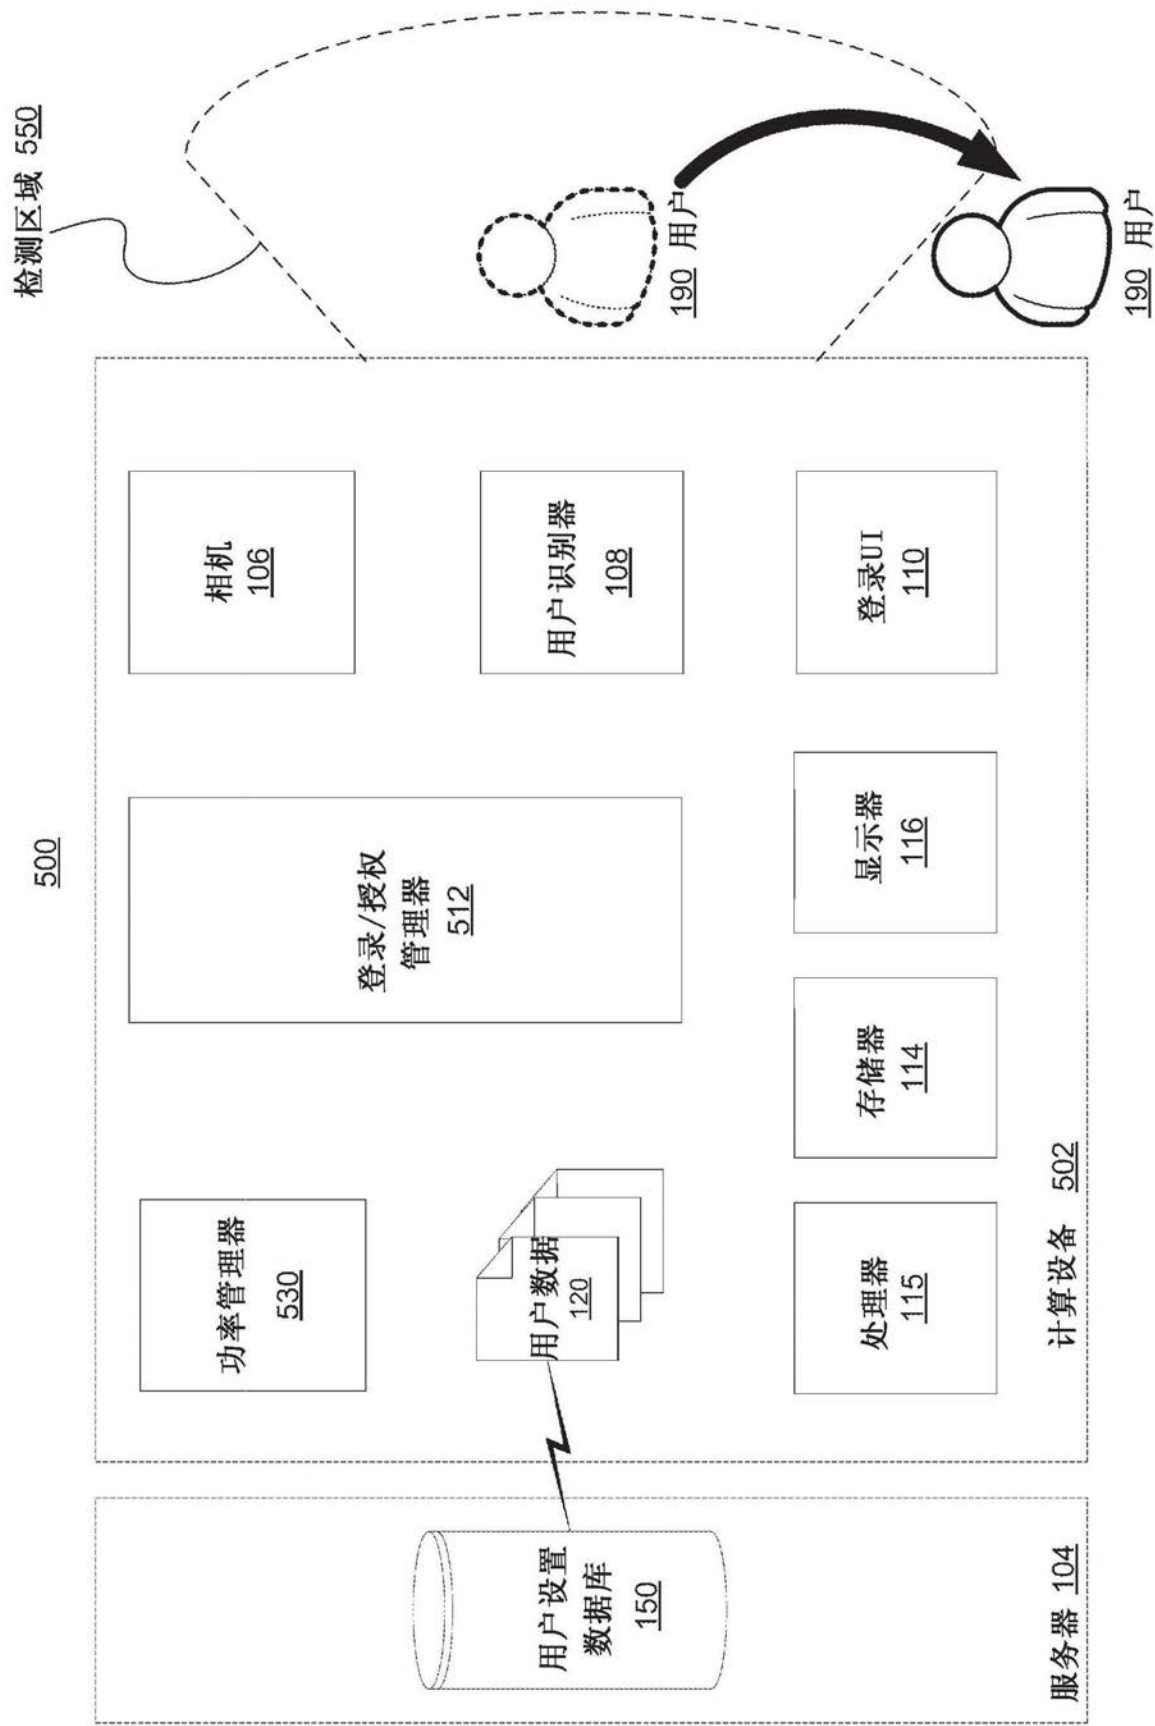 500
检测区域 550
服务器 104
用户设置
数据库
150
计算设备 502
功率管理器
530
登录/授权
管理器
512
相机
106
用户数据
120
用户识别器
108
处理器
115
存储器
114
显示器
116
登录UI
110
190 用户
190 用户